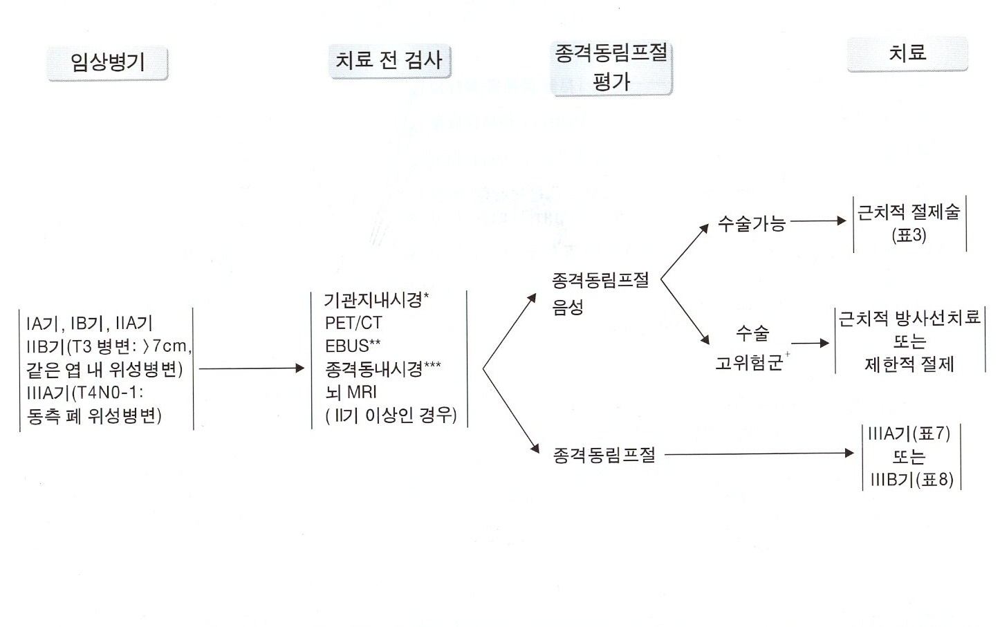 임상병기
치료 전 검사
종격동림프절
평가
치료
IA기, IB기, IIA기
IIB기(T3 병변: 〉7cm,
같은 엽 내 위성병변)
IIIA기(T4N0-1:
동측 폐 위성병변)
기관지내시경*
PET/CT
EBUS**
종격동내시경***
뇌 MRI
( II기 이상인 경우)
종격동림프절
음성
수술가능
근치적 절제술
(표3)
수술
고위험군+
근치적 방사선치료
또는
제한적 절제
종격동림프절
IIIA기(표7)
또는
IIIB기(표8)